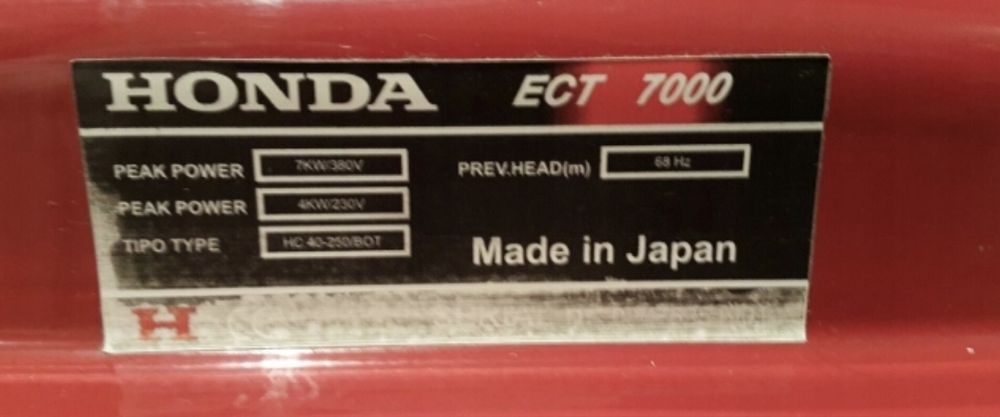 HONDA ECT 7000
PEAK POWER 7KW/380V PREV.HEAD(m) 68 Hz
PEAK POWER 4KW/230V
TIPO TYPE HC 40-250/BOT
Made in Japan
H